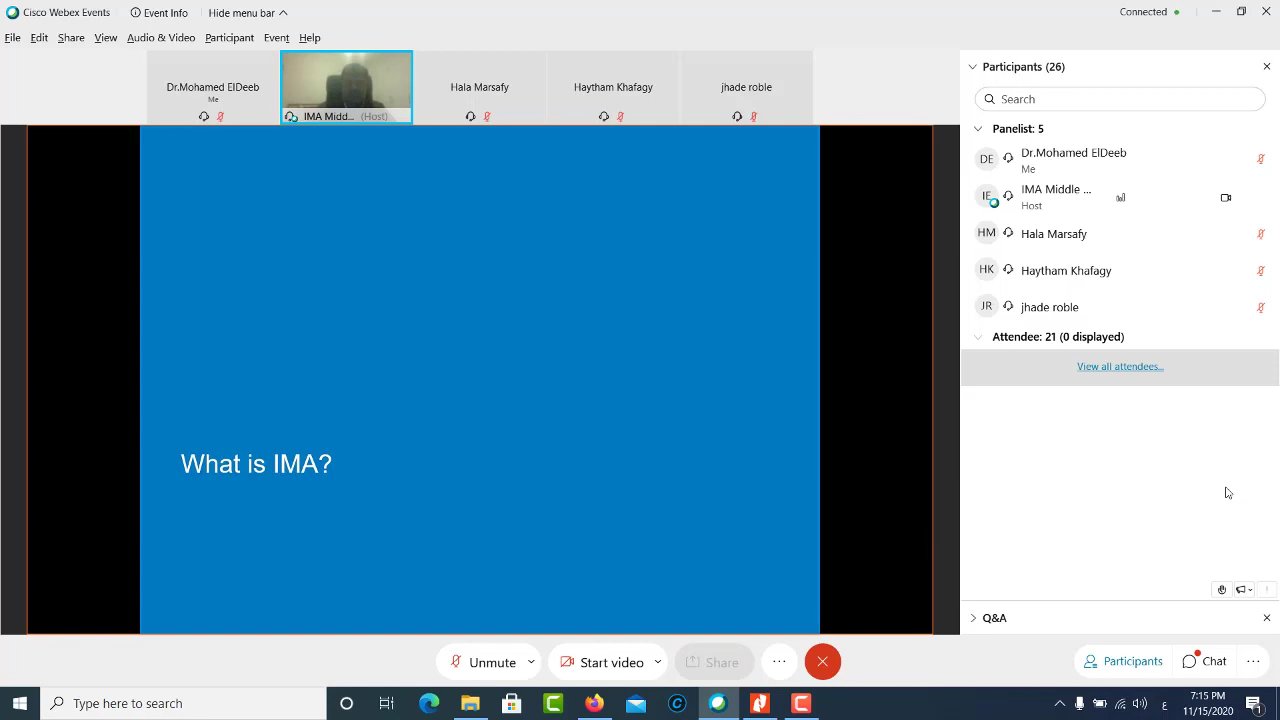 Cisco Webex Events
Event Info
Hide menu bar
Connected
File Edit Share View Audio & Video Participant Event Help
Dr.Mohamed ElDeeb
Me
IMA Midd... (Host)
Hala Marsafy
Haytham Khafagy
jhade roble
What is IMA?
Participants (26)
Search
Panelist: 5
DE Dr.Mohamed ElDeeb
Me
IE IMA Middle ...
Host
HM Hala Marsafy
HK Haytham Khafagy
JR jhade roble
Attendee: 21 (0 displayed)
View all attendees...
Q&A
Unmute
Start video
Share
Participants
Chat
Type here to search
ع
7:15 PM
11/15/2020
1